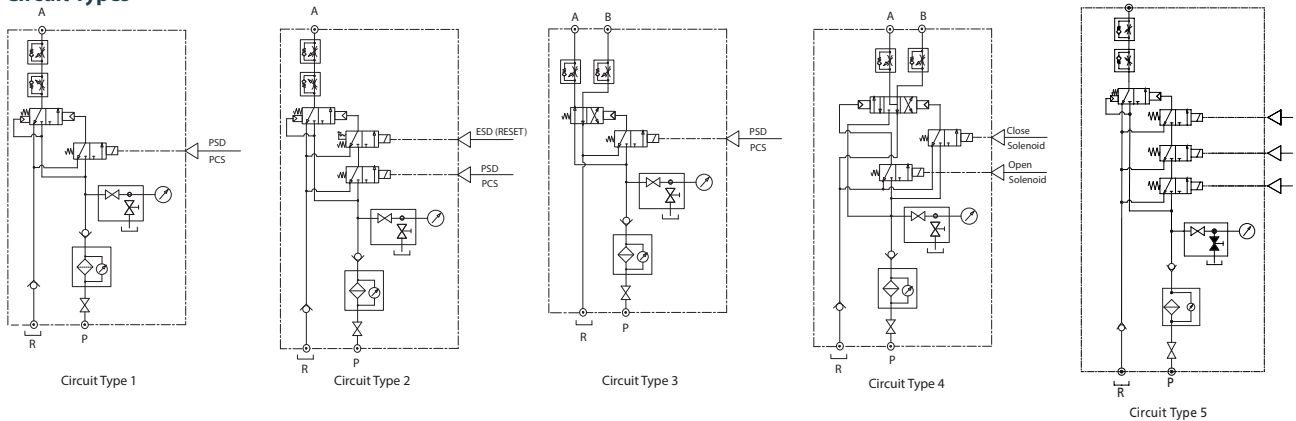 Circuit Types
A
PSD
PCS
R
P
Circuit Type 1
A
ESD (RESET)
PSD
PCS
R
P
Circuit Type 2
A B
PSD
PCS
R
P
Circuit Type 3
A B
Close
Solenoid
Open
Solenoid
R
P
Circuit Type 4
R
P
Circuit Type 5